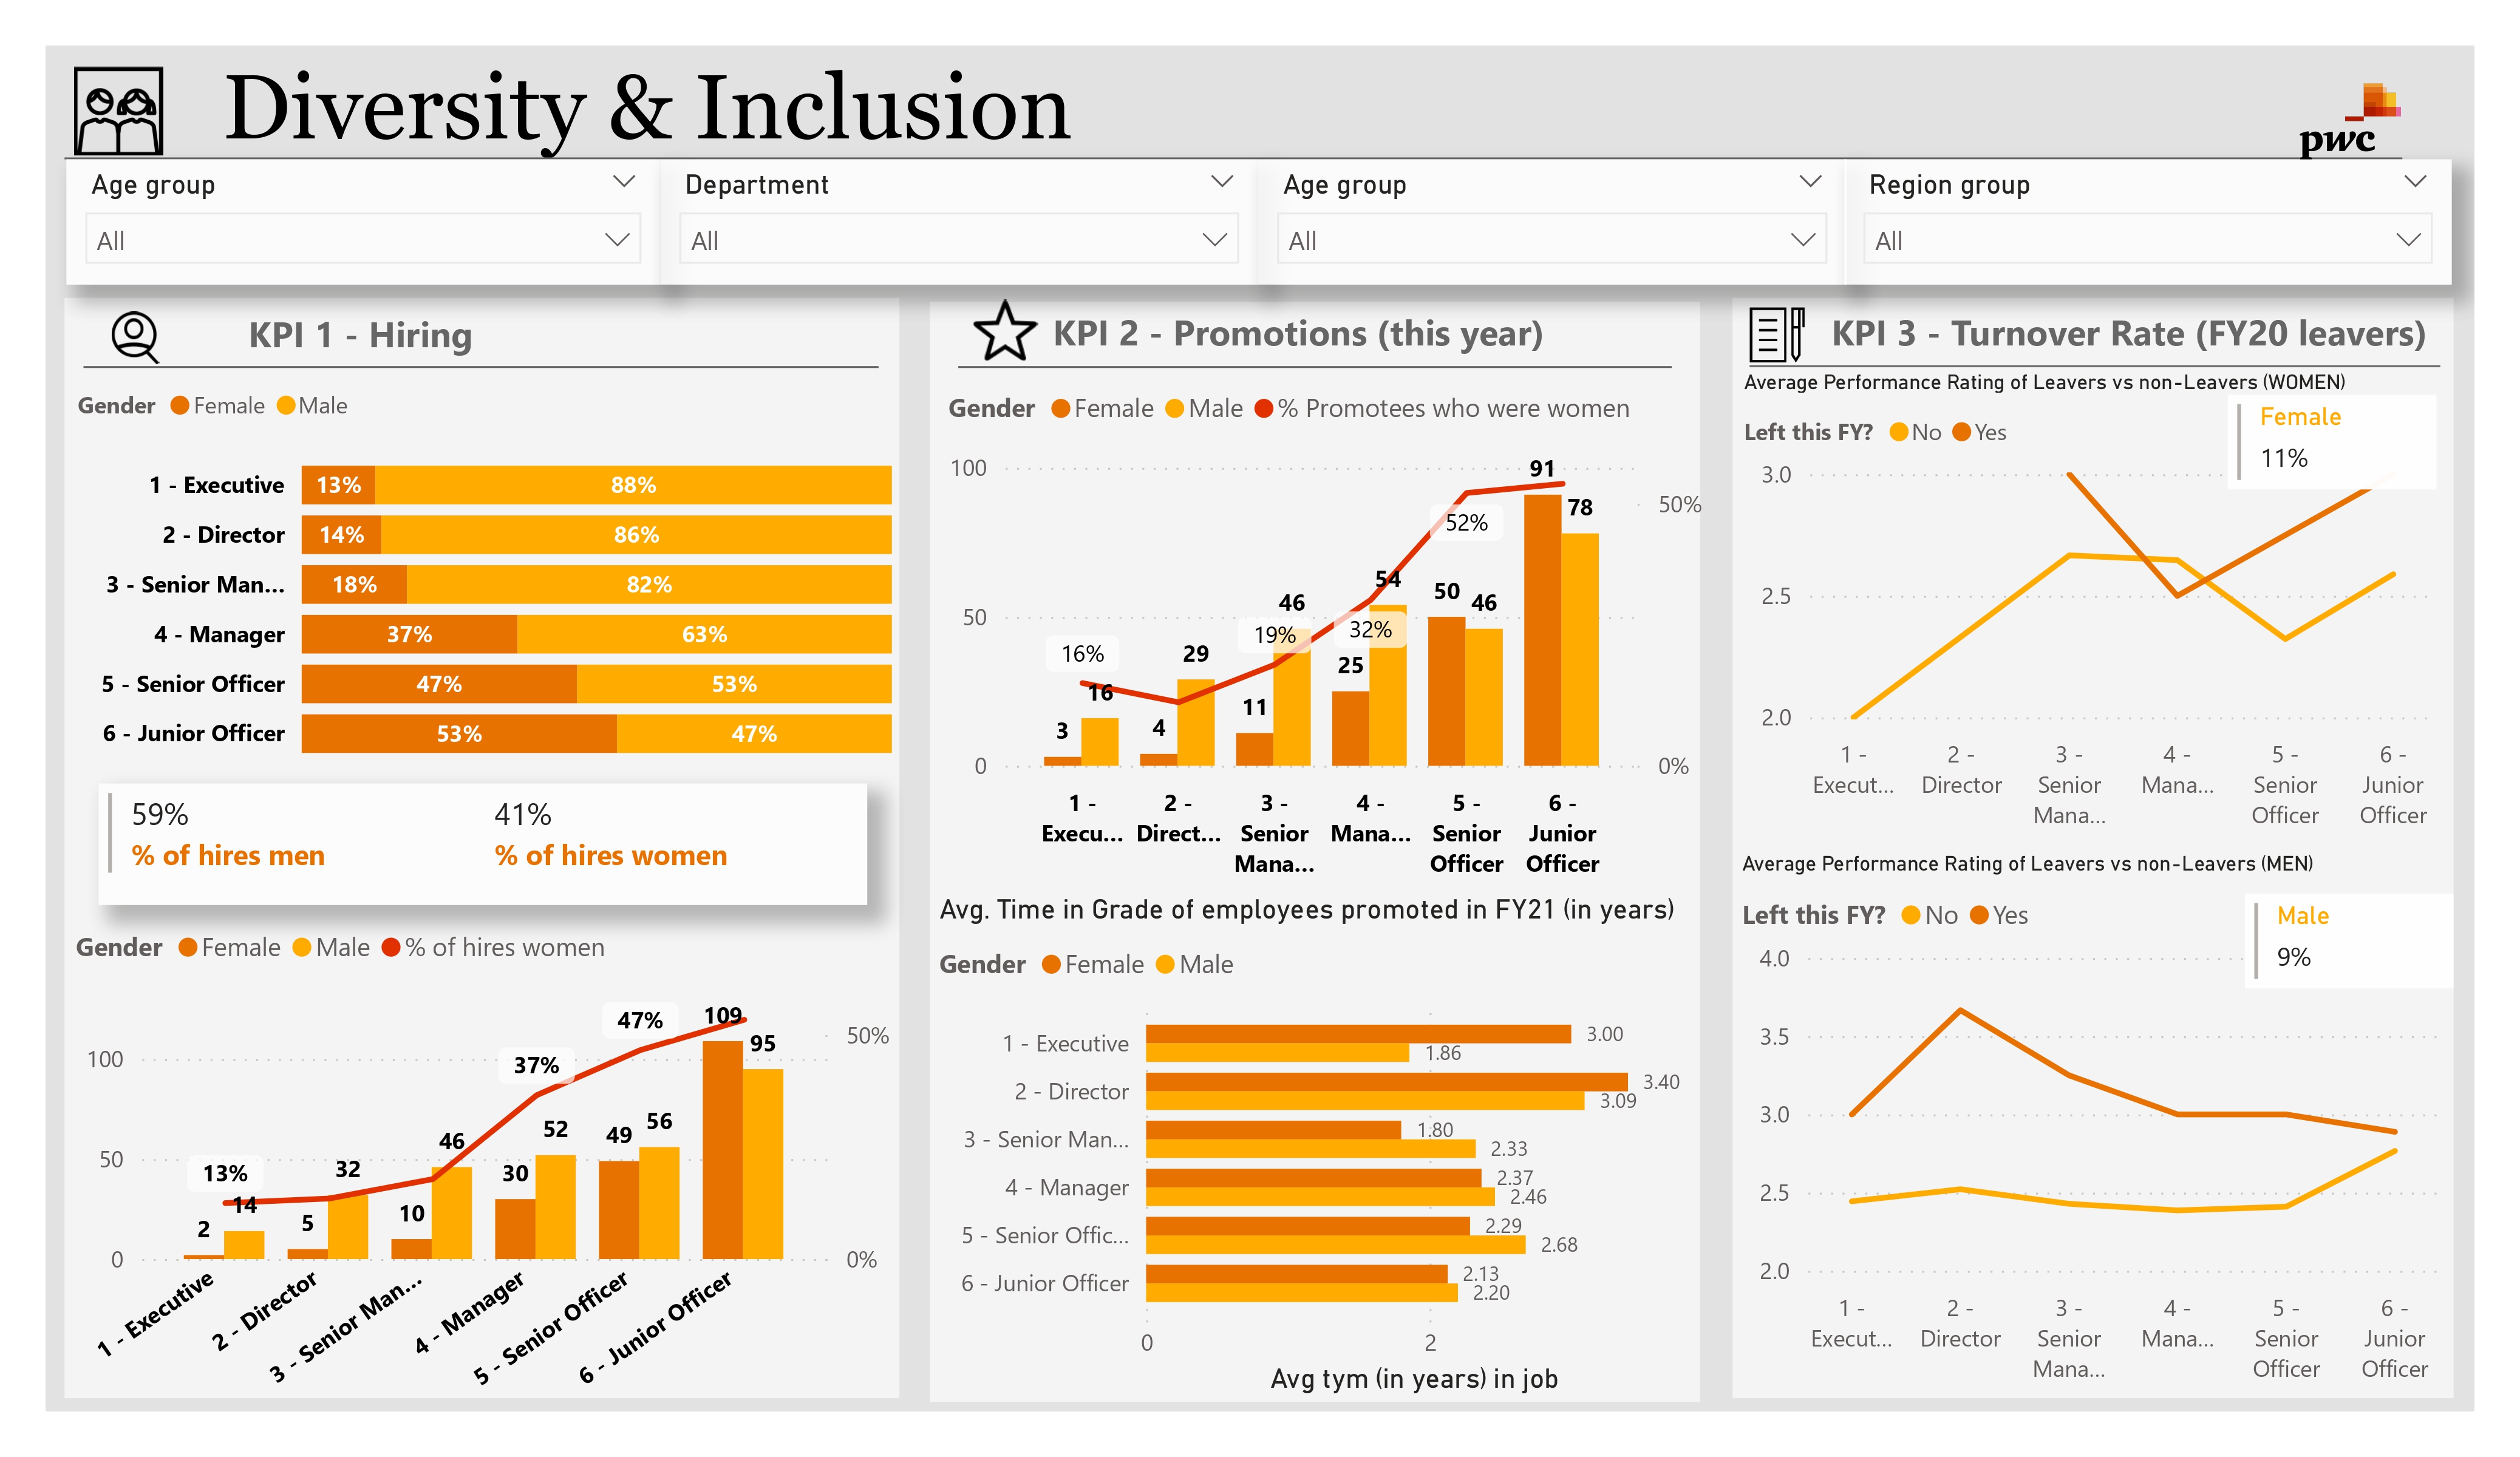 Diversity & Inclusion
pwc
Age group
All
Department
All
Age group
All
Region group
All
KPI 1 - Hiring
Gender Female Male
1 - Executive 13% 88%
2 - Director 14% 86%
3 - Senior Man... 18% 82%
4 - Manager 37% 63%
5 - Senior Officer 47% 53%
6 - Junior Officer 53% 47%
59% 41%
% of hires men % of hires women
Gender Female Male % of hires women
109
47% 50%
95
37%
100
56
52
49
46
50
32
30
13%
14
10
5
2
0 0%
1 - Executive
2 - Director
3 - Senior Man...
4 - Manager
5 - Senior Officer
6 - Junior Officer
KPI 2 - Promotions (this year)
Gender Female Male % Promotees who were women
100 91
78 50%
52%
54
50
46 46
50
19% 32%
16% 29
25
16
11
3 4
0 0%
1 - 2 - 3 - 4 - 5 - 6 -
Execu... Direct... Senior Mana... Senior Junior
Mana... Officer Officer
Avg. Time in Grade of employees promoted in FY21 (in years)
Gender Female Male
1 - Executive 3.00
1.86
2 - Director 3.40
3.09
3 - Senior Man... 1.80
2.33
4 - Manager 2.37
2.46
5 - Senior Offic... 2.29
2.68
6 - Junior Officer 2.13
2.20
0 2
Avg tym (in years) in job
KPI 3 - Turnover Rate (FY20 leavers)
Average Performance Rating of Leavers vs non-Leavers (WOMEN)
Female
11%
Left this FY? No Yes
3.0
2.5
2.0
1 - 2 - 3 - 4 - 5 - 6 -
Execut... Director Senior Mana... Senior Junior
Mana... Officer Officer
Average Performance Rating of Leavers vs non-Leavers (MEN)
Left this FY? No Yes
Male
9%
4.0
3.5
3.0
2.5
2.0
1 - 2 - 3 - 4 - 5 - 6 -
Execut... Director Senior Mana... Senior Junior
Mana... Officer Officer